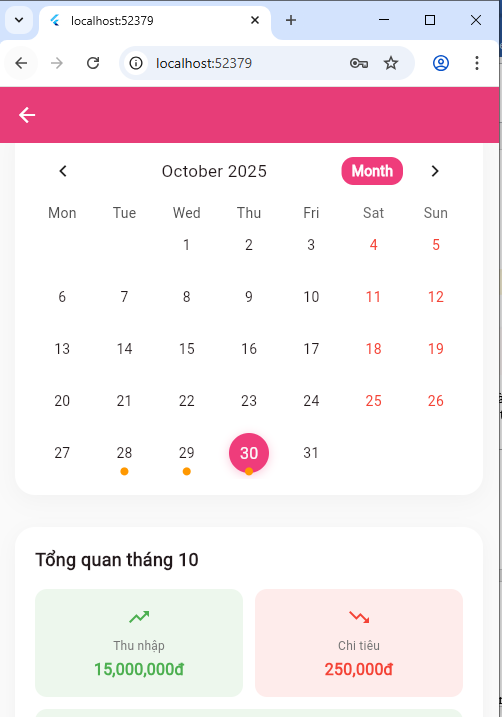 localhost:52379
localhost:52379
October 2025 Month
Mon Tue Wed Thu Fri Sat Sun
1 2 3 4 5
6 7 8 9 10 11 12
13 14 15 16 17 18 19
20 21 22 23 24 25 26
27 28 29 30 31
Tổng quan tháng 10
Thu nhập Chi tiêu
15,000,000đ 250,000đ